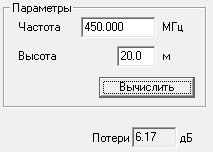 Параметры
Частота 450.000 МГц
Высота 20.0 м
Вычислить
Потери 6.17 дБ